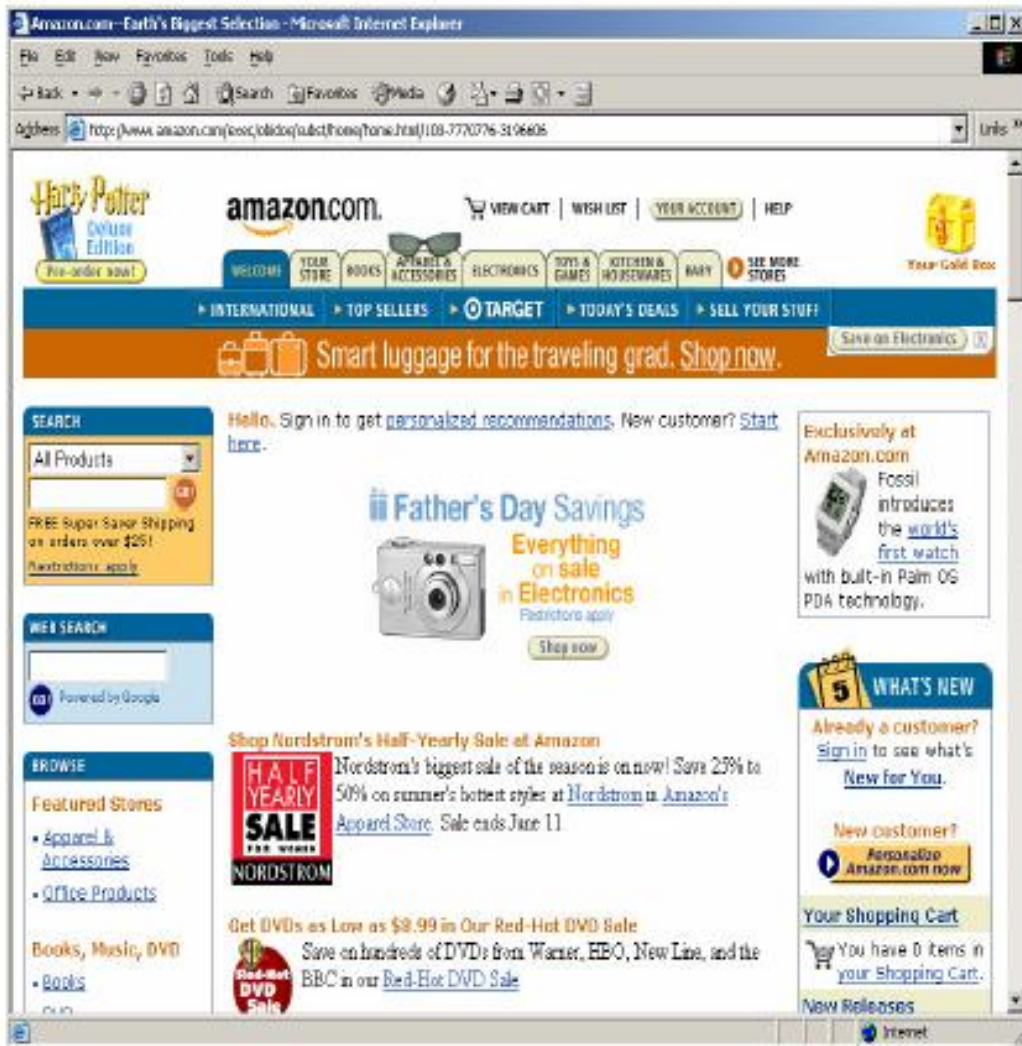 Amazon.com--Earth's Biggest Selection - Microsoft Internet Explorer
File Edit View Favorites Tools Help
Back Search Favorites Media
Address http://www.amazon.com/exec/obidos/subst/home/home.html/103-7770776-3196606 Links
Harry Potter
Deluxe
Edition
Pre-order now!
amazon.com.
VIEW CART | WISH LIST | YOUR ACCOUNT | HELP
Your Gold Box
WELCOME
YOUR STORE
BOOKS
APPAREL & ACCESSORIES
ELECTRONICS
TOYS & GAMES
KITCHEN & HOUSEWARES
BABY
SEE MORE STORES
INTERNATIONAL TOP SELLERS TARGET TODAY'S DEALS SELL YOUR STUFF
Smart luggage for the traveling grad. Shop now.
Save on Electronics
SEARCH
All Products
GO!
FREE Super Saver Shipping
on orders over $25!
Restrictions apply
WEB SEARCH
GO!
Powered by Google
BROWSE
Featured Stores
• Apparel &
Accessories
• Office Products
Books, Music, DVD
• Books
Hello. Sign in to get personalized recommendations. New customer? Start
here.
Father's Day Savings
Everything
on sale
in Electronics
Restrictions apply
Shop now
Shop Nordstrom's Half-Yearly Sale at Amazon
HALF
YEARLY
SALE
FOR WOMEN
NORDSTROM
Nordstrom's biggest sale of the season is on now! Save 25% to
50% on summer's hottest styles at Nordstrom in Amazon's
Apparel Store. Sale ends June 11
Get DVDs as Low as $8.99 in Our Red-Hot DVD Sale
Red-Hot
DVD
Sale
Save on hundreds of DVDs from Warner, HBO, New Line, and the
BBC in our Red-Hot DVD Sale
Exclusively at
Amazon.com
Fossil
introduces
the world's
first watch
with built-in Palm OS
PDA technology.
5
WHAT'S NEW
Already a customer?
Sign in to see what's
New for You.
New customer?
Personalize
Amazon.com now
Your Shopping Cart
You have 0 items in
your Shopping Cart.
New Releases
Internet